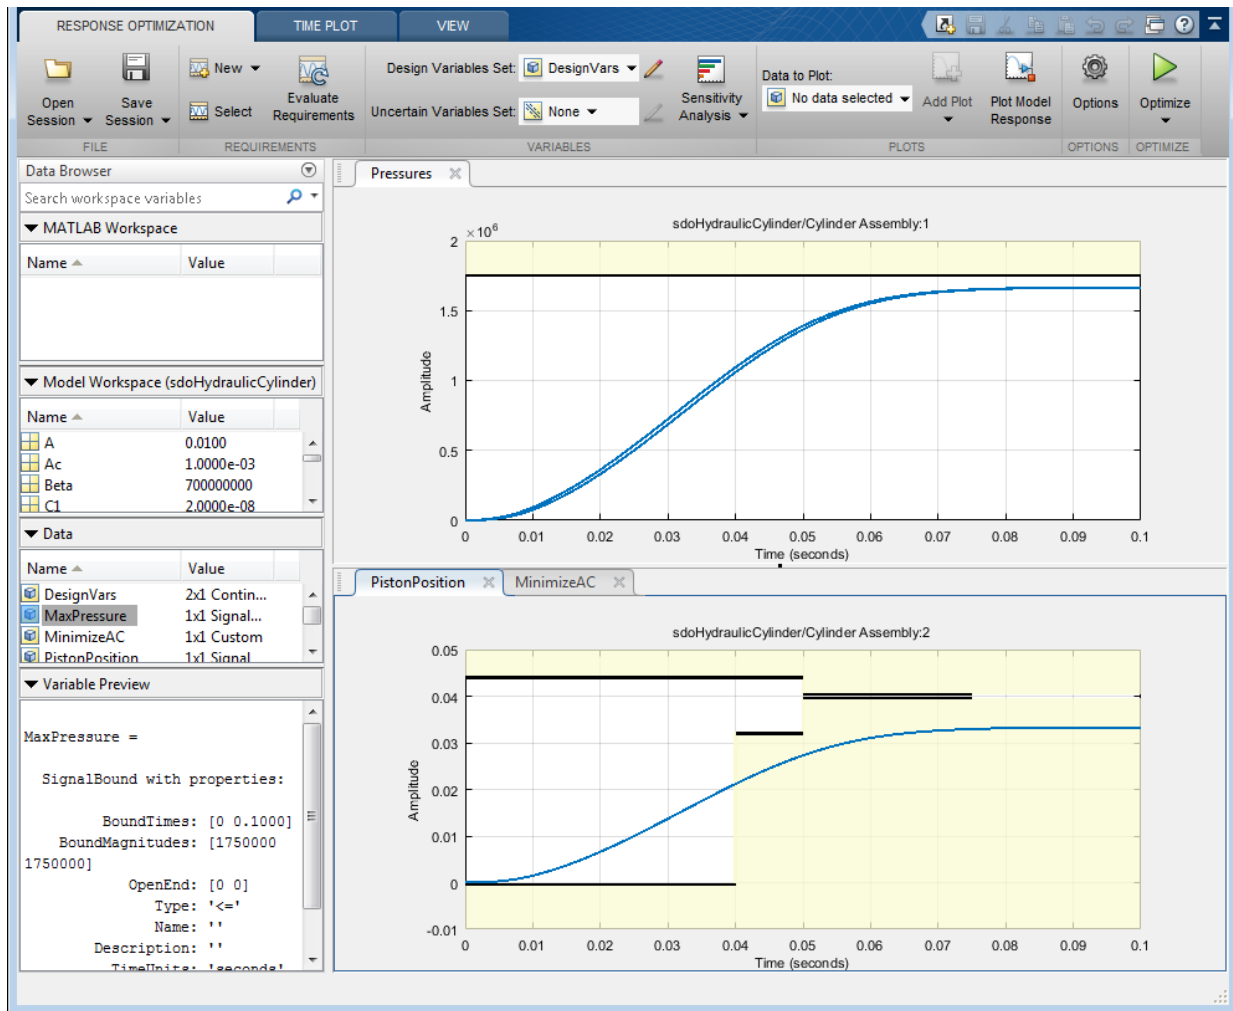 RESPONSE OPTIMIZATION TIME PLOT VIEW
New Design Variables Set: DesignVars Data to Plot:
Open Session Save Session Select Evaluate Requirements Uncertain Variables Set: None Sensitivity Analysis No data selected Add Plot Plot Model Response Options Optimize
FILE REQUIREMENTS VARIABLES PLOTS OPTIONS OPTIMIZE
Data Browser
Search workspace variables
MATLAB Workspace
Name Value
Model Workspace (sdoHydraulicCylinder)
Name Value
A 0.0100
Ac 1.0000e-03
Beta 700000000
C1 2.0000e-08
Data
Name Value
DesignVars 2x1 Contin...
MaxPressure 1x1 Signal...
MinimizeAC 1x1 Custom
PistonPosition 1x1 Signal
Variable Preview
MaxPressure =
SignalBound with properties:
BoundTimes: [0 0.1000]
BoundMagnitudes: [1750000
1750000]
OpenEnd: [0 0]
Type: '<='
Name: ''
Description: ''
TimeUnits: 'seconds'
Pressures
sdoHydraulicCylinder/Cylinder Assembly:1
×10⁶
2
1.5
1
0.5
0
Amplitude
0 0.01 0.02 0.03 0.04 0.05 0.06 0.07 0.08 0.09 0.1
Time (seconds)
PistonPosition MinimizeAC
sdoHydraulicCylinder/Cylinder Assembly:2
0.05
0.04
0.03
0.02
0.01
0
-0.01
Amplitude
0 0.01 0.02 0.03 0.04 0.05 0.06 0.07 0.08 0.09 0.1
Time (seconds)